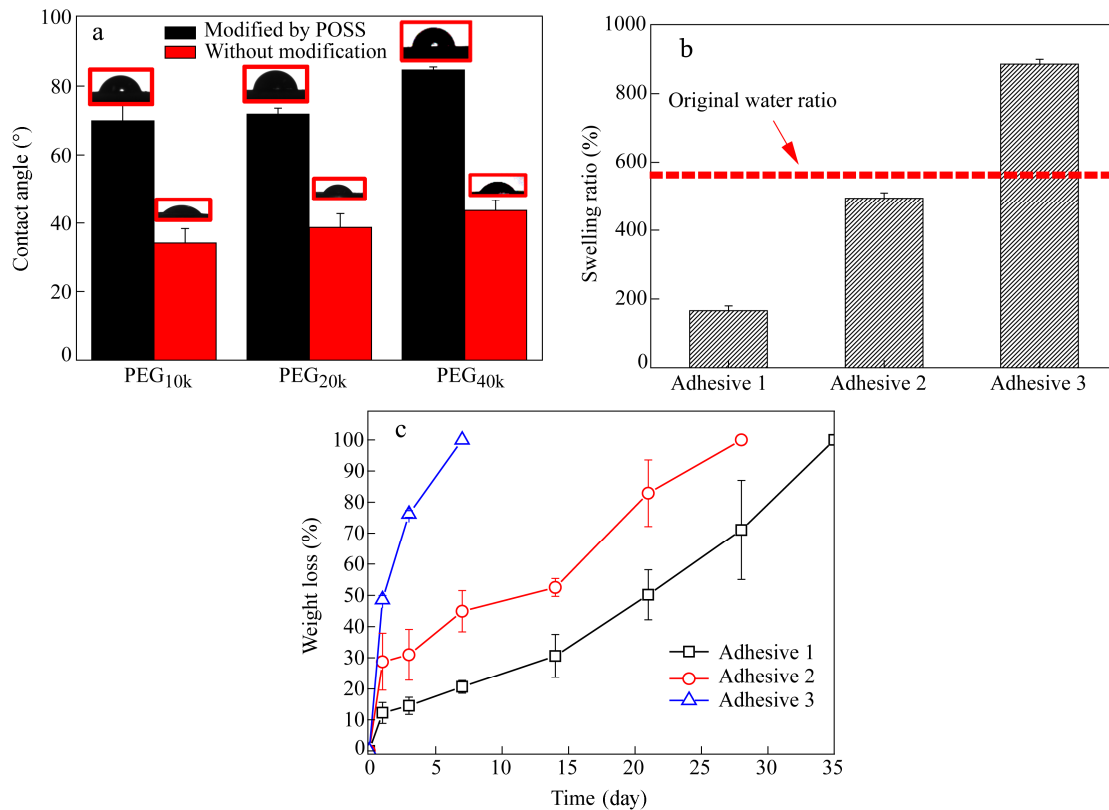 a
Modified by POSS
Without modification
100
80
60
40
20
0
Contact angle (°)
PEG10k
PEG20k
PEG40k
b
Original water ratio
1000
800
600
400
200
0
Swelling ratio (%)
Adhesive 1
Adhesive 2
Adhesive 3
c
100
90
80
70
60
50
40
30
20
10
0
Weight loss (%)
Adhesive 1
Adhesive 2
Adhesive 3
0
5
10
15
20
25
30
35
Time (day)